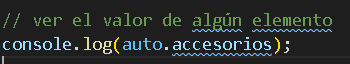 // ver el valor de algún elemento
console.log(auto.accesorios);